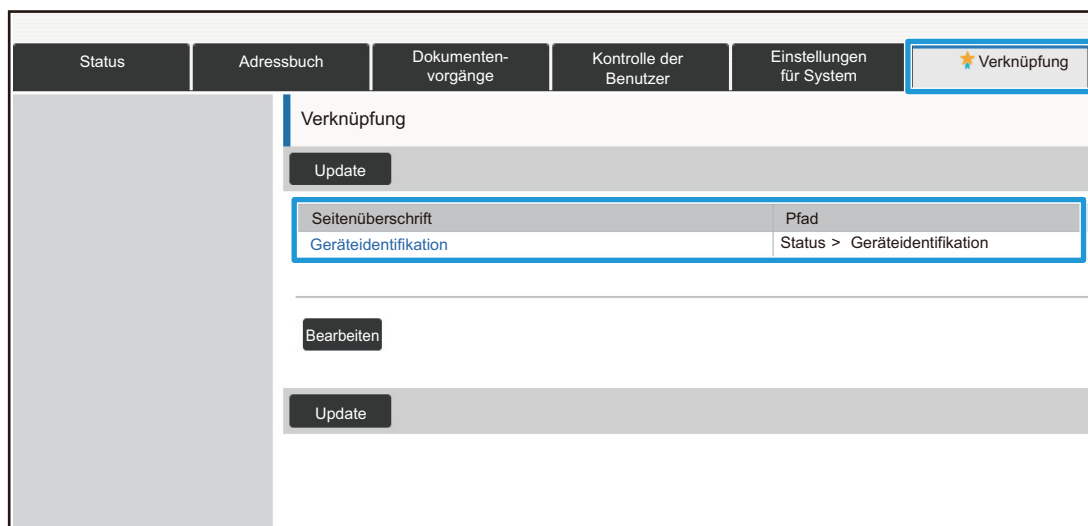 Status
Adressbuch
Dokumenten-
vorgänge
Kontrolle der
Benutzer
Einstellungen
für System
Verknüpfung
Verknüpfung
Update
Seitenüberschrift Pfad
Geräteidentifikation Status > Geräteidentifikation
Bearbeiten
Update